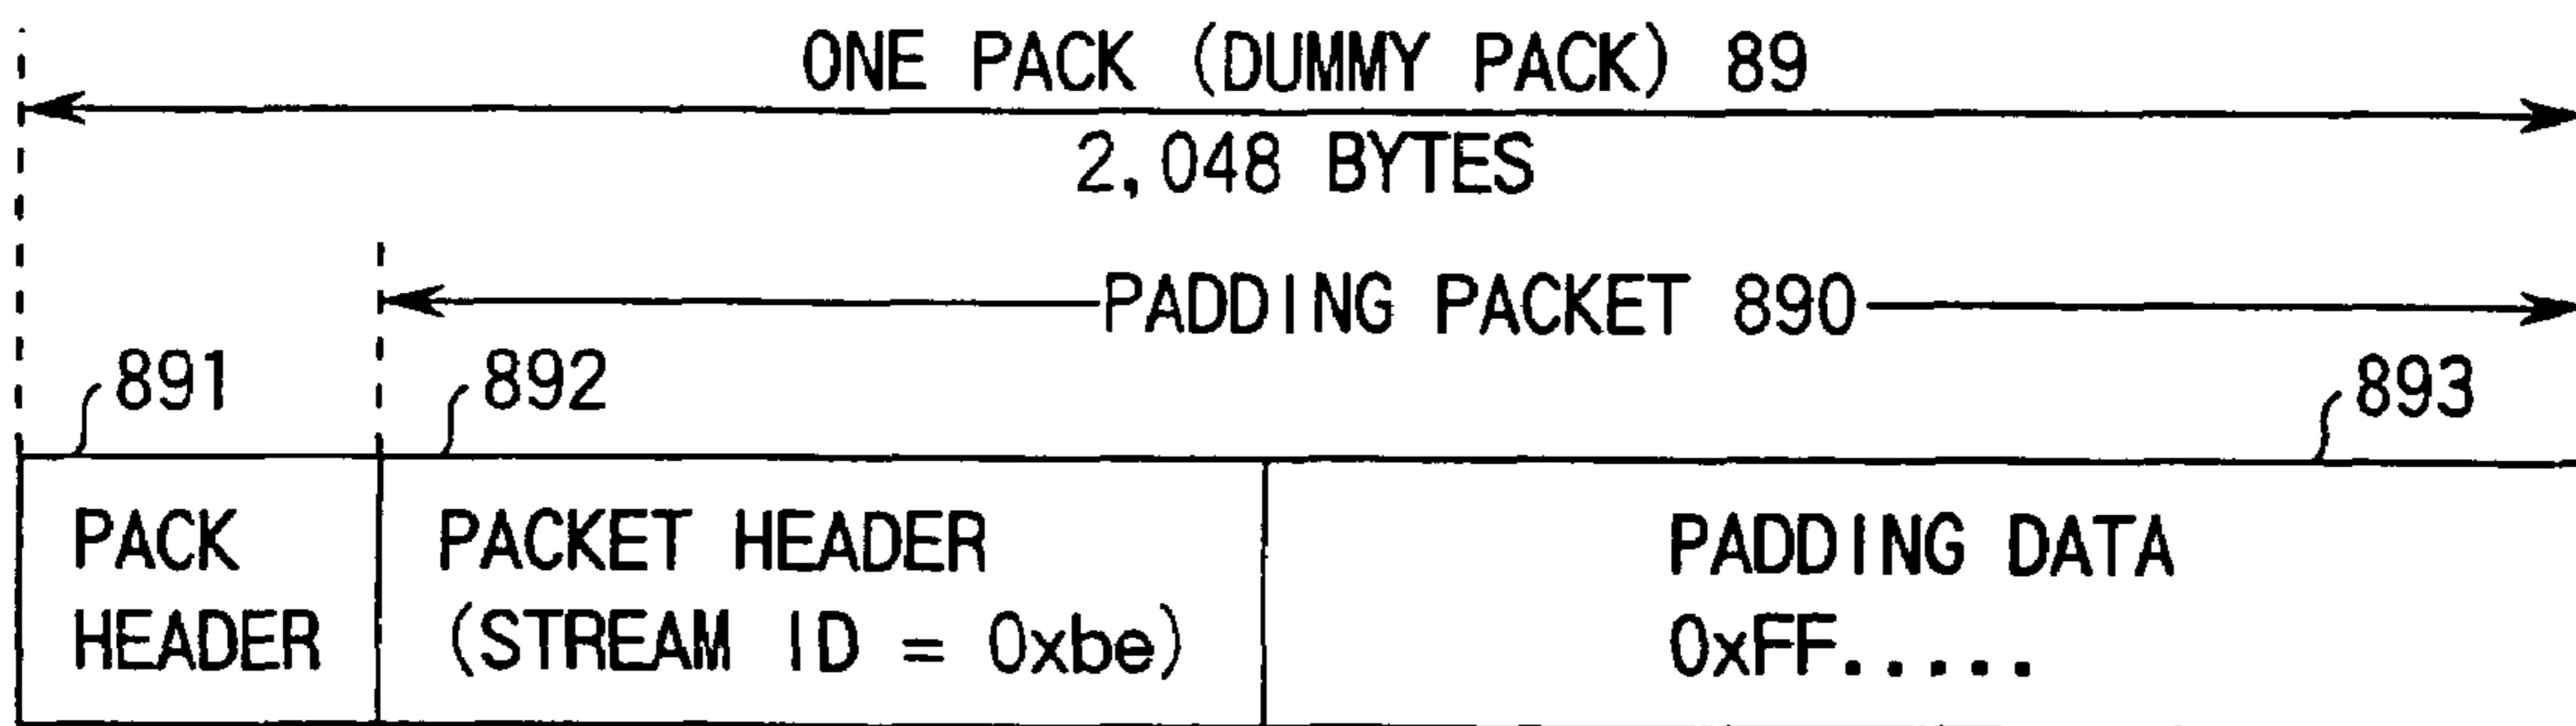 ONE PACK (DUMMY PACK) 89
2,048 BYTES
PADDING PACKET 890
891
892
893
PACK
HEADER
PACKET HEADER
(STREAM ID = 0xbe)
PADDING DATA
0xFF.....